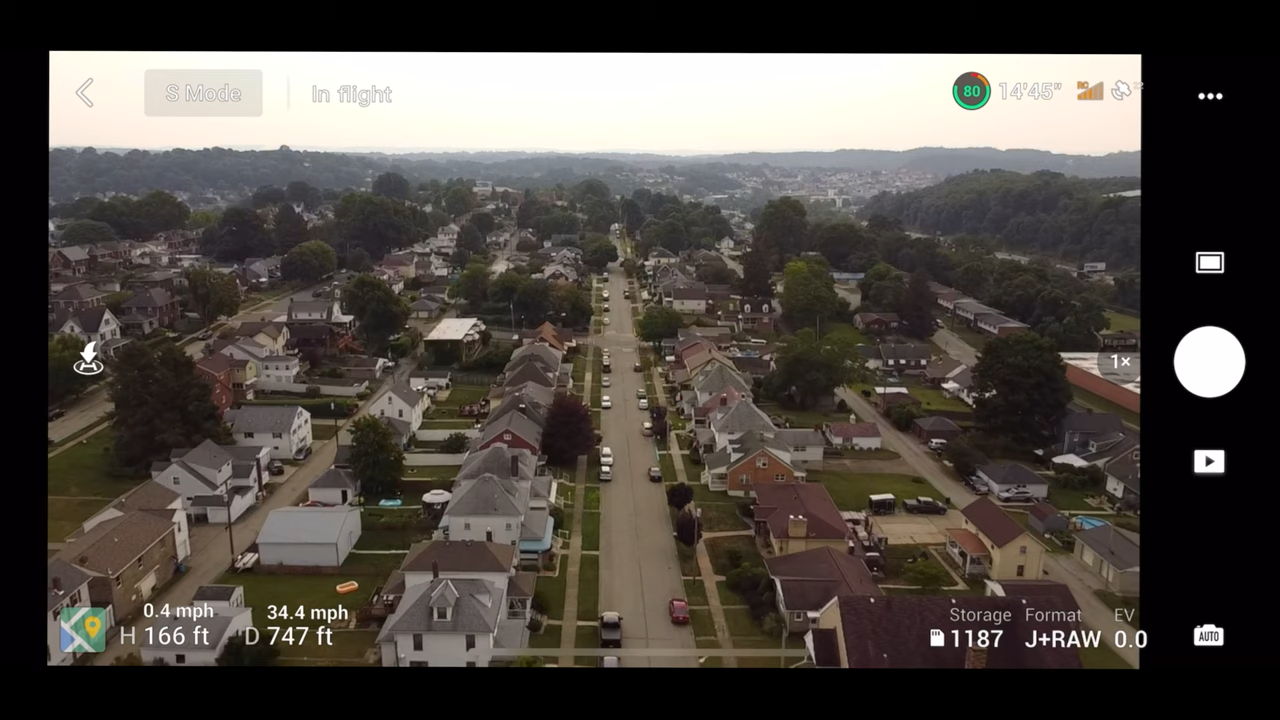 S Mode
In flight
80
14'45"
RC
1×
0.4 mph
34.4 mph
H 166 ft
D 747 ft
Storage
Format
EV
1187
J+RAW
0.0
AUTO